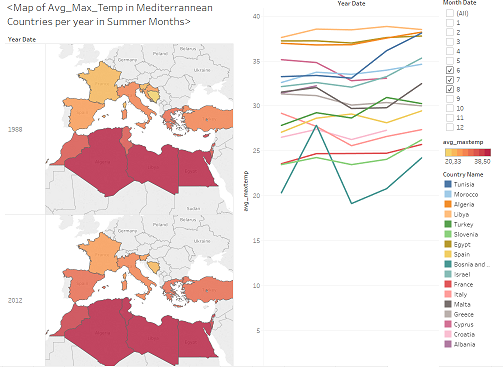 <Map of Avg_Max_Temp in Mediterrannean
Countries per year in Summer Months>
Year Date
1988
2012
Year Date
avg_maxtemp
40
35
30
25
20
15
10
5
Month Date
(All)
1
2
3
4
5
6
7
8
9
10
11
12
avg_maxtemp
20,33
38,50
Country Name
Tunisia
Morocco
Algeria
Libya
Turkey
Slovenia
Egypt
Spain
Bosnia and ..
Israel
France
Italy
Malta
Greece
Cyprus
Croatia
Albania